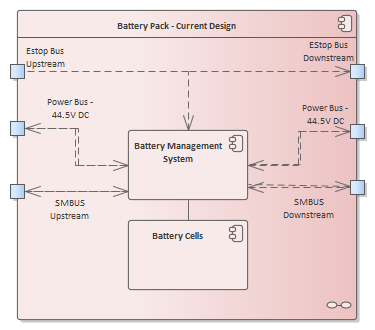 Battery Pack - Current Design
Estop Bus
Upstream
EStop Bus
Downstream
Power Bus -
44.5V DC
Power Bus -
44.5V DC
Battery Management
System
SMBUS
Upstream
SMBUS
Downstream
Battery Cells